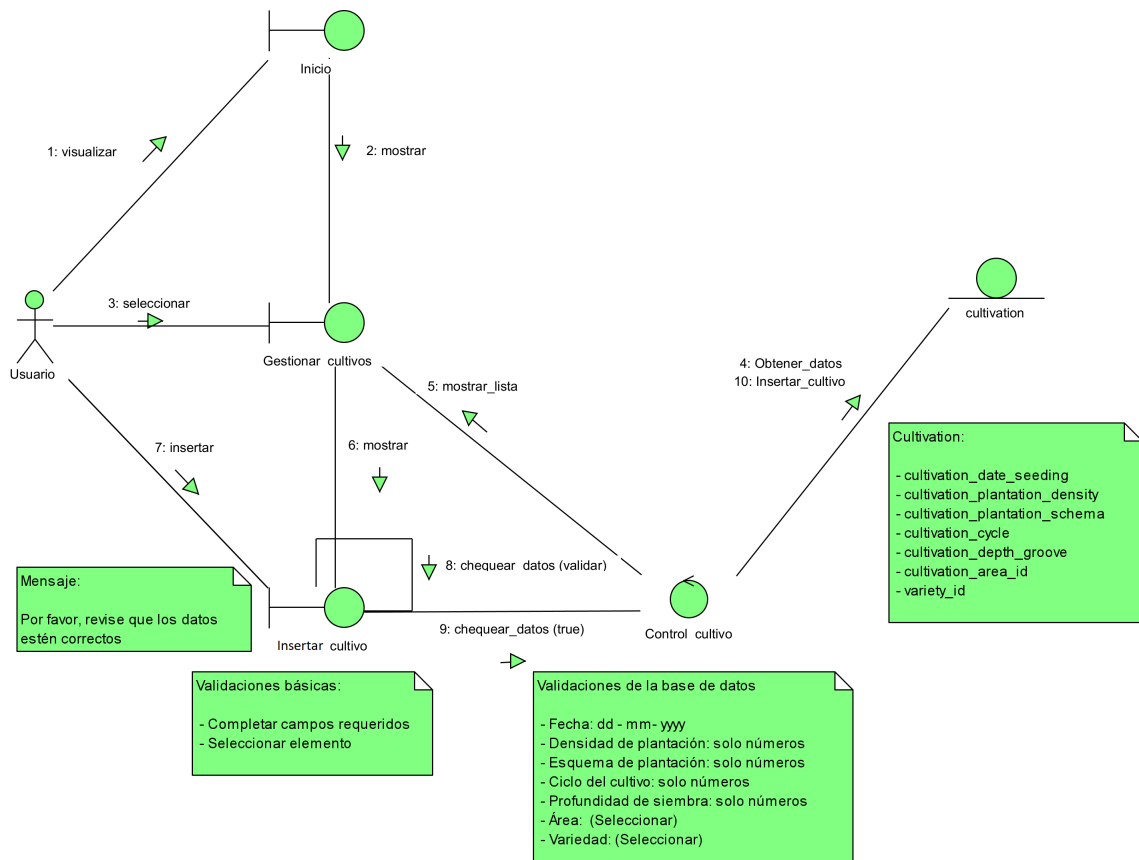 Inicio
1: visualizar
2: mostrar
3: seleccionar
Usuario
Gestionar cultivos
cultivation
4: Obtener_datos
10: Insertar_cultivo
5: mostrar_lista
6: mostrar
7: insertar
Cultivation:
- cultivation_date_seeding
- cultivation_plantation_density
- cultivation_plantation_schema
- cultivation_cycle
- cultivation_depth_groove
- cultivation_area_id
- variety_id
8: chequear_datos (validar)
Mensaje:
Por favor, revise que los datos
estén correctos
Insertar cultivo
9: chequear_datos (true)
Control cultivo
Validaciones básicas:
- Completar campos requeridos
- Seleccionar elemento
Validaciones de la base de datos
- Fecha: dd - mm- yyyy
- Densidad de plantación: solo números
- Esquema de plantación: solo números
- Ciclo del cultivo: solo números
- Profundidad de siembra: solo números
- Área: (Seleccionar)
- Variedad: (Seleccionar)